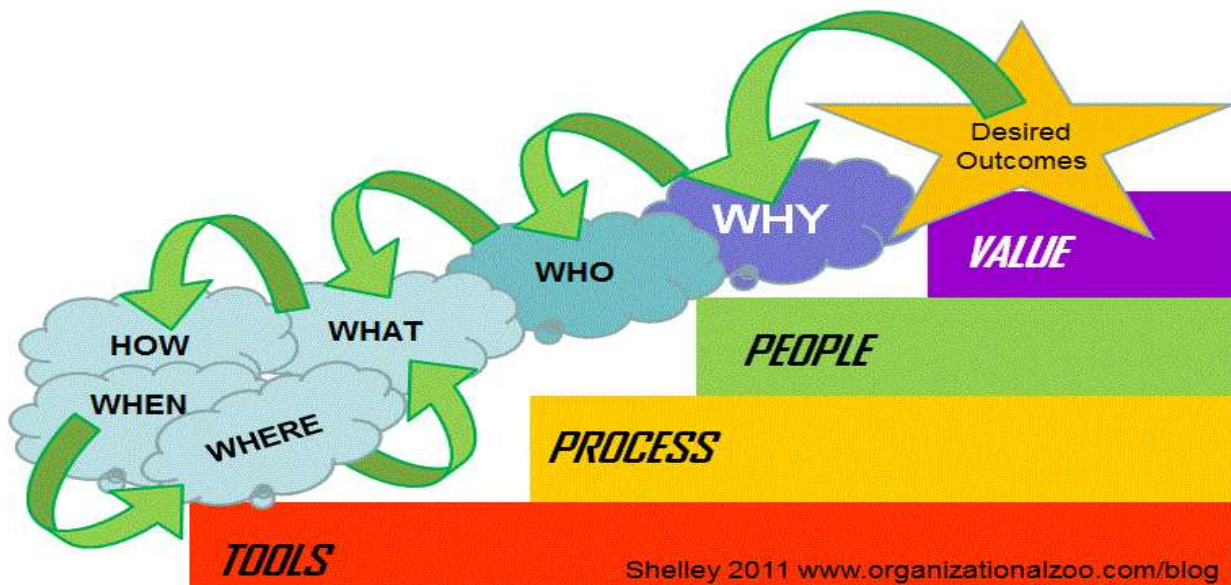 Desired
Outcomes
WHY
VALUE
WHO
WHAT
HOW
PEOPLE
WHEN
WHERE
PROCESS
TOOLS
Shelley 2011 www.organizationalzoo.com/blog